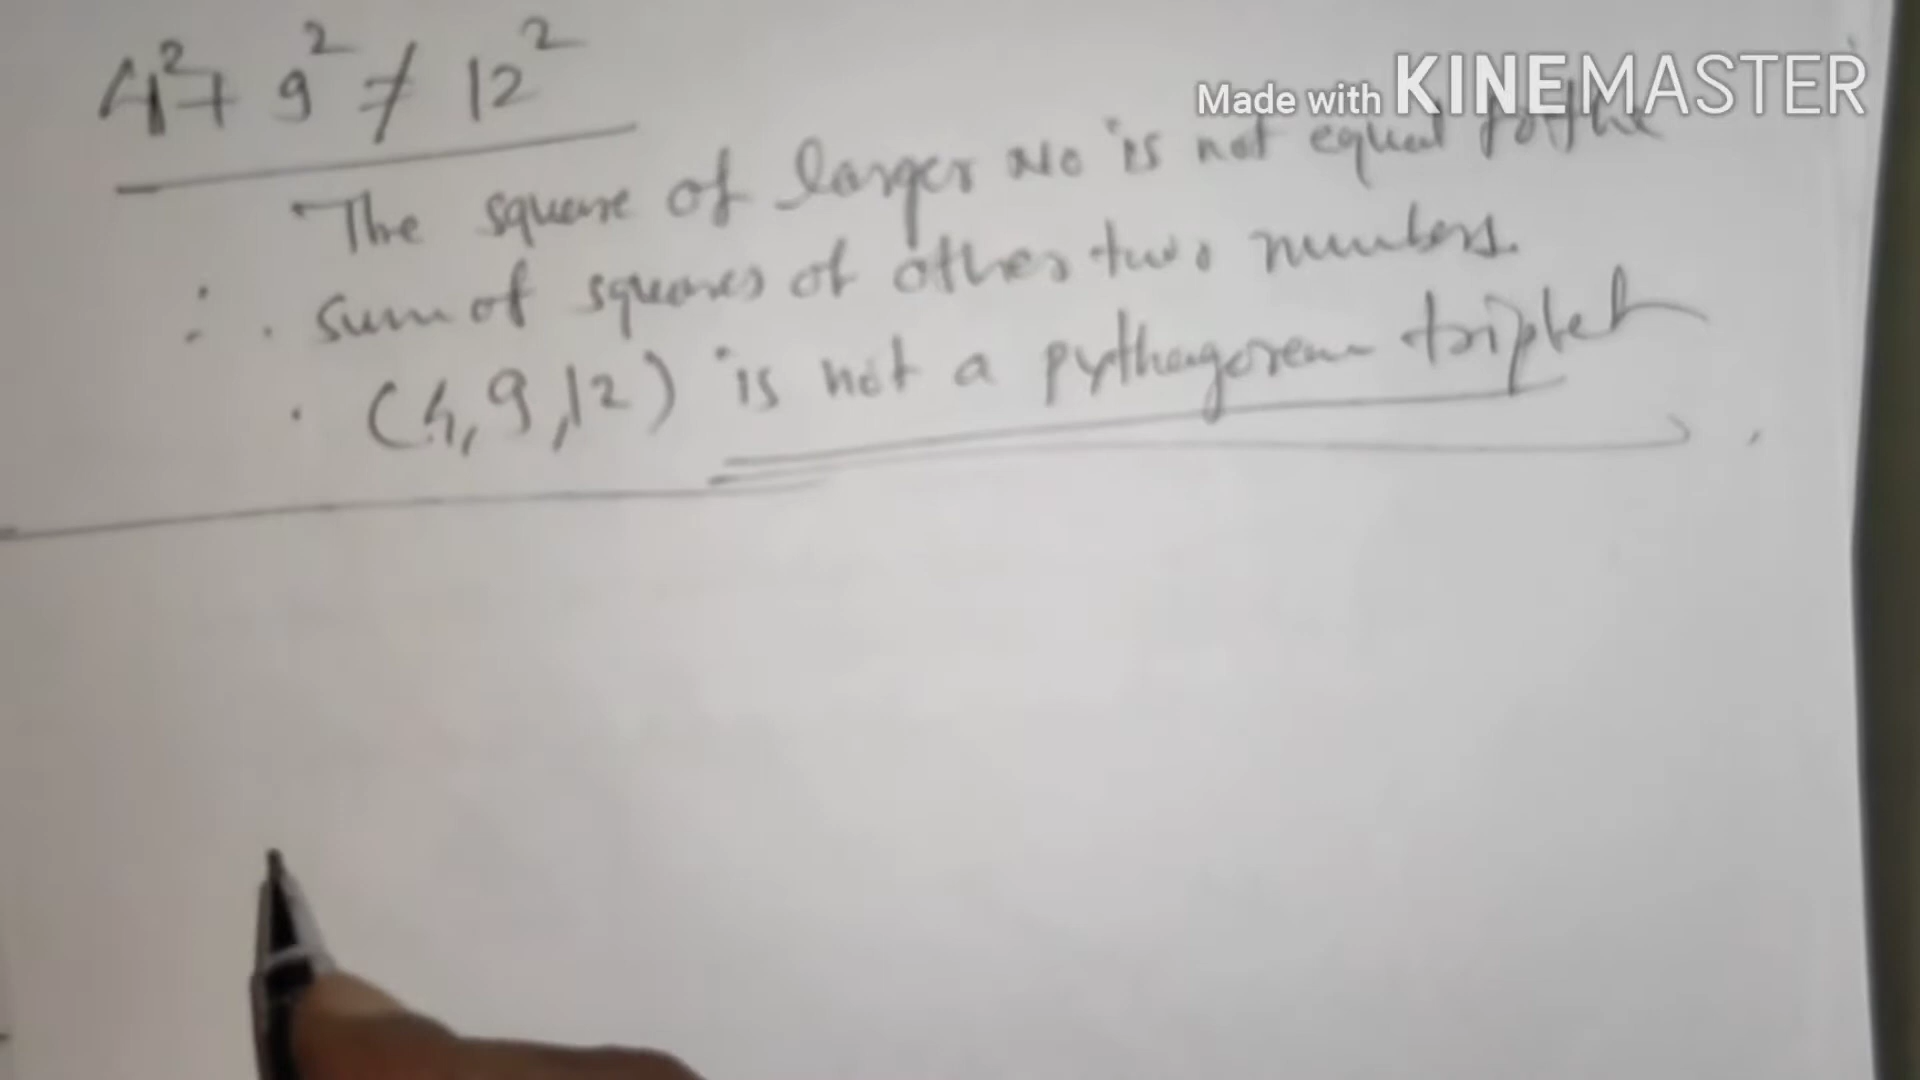 4² + 9² ≠ 12²
Made with KINEMASTER
The square of larger No is not equal to the
∴ sum of squares of other two numbers.
(4,9,12) is not a pythagorean triplet